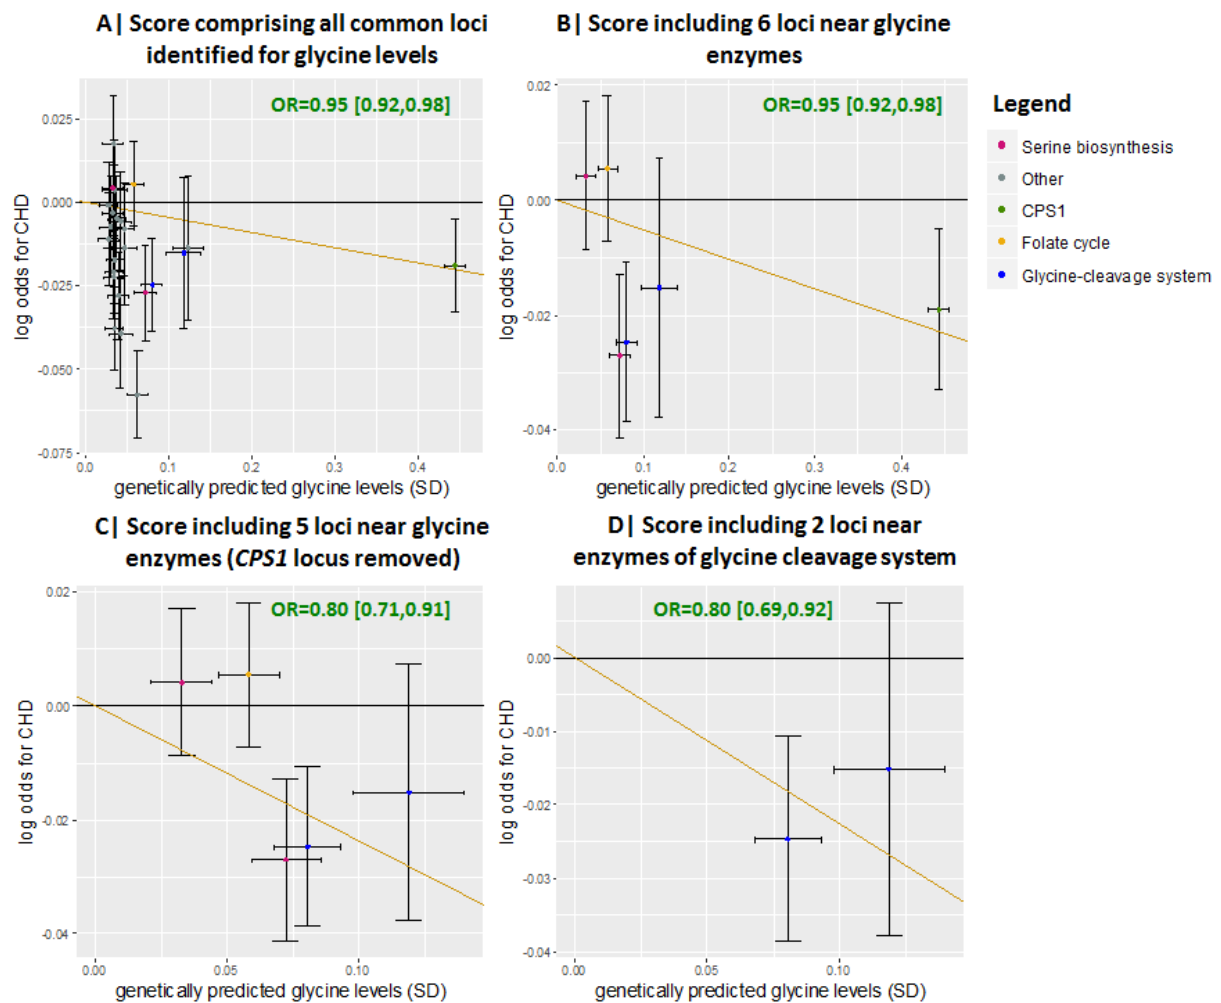 A| Score comprising all common loci
identified for glycine levels
OR=0.95 [0.92,0.98]
0.025
0.000
-0.025
-0.050
-0.075
log odds for CHD
0.0 0.1 0.2 0.3 0.4
genetically predicted glycine levels (SD)
B| Score including 6 loci near glycine
enzymes
OR=0.95 [0.92,0.98]
0.02
0.00
-0.02
-0.04
log odds for CHD
0.0 0.1 0.2 0.3 0.4
genetically predicted glycine levels (SD)
Legend
Serine biosynthesis
Other
CPS1
Folate cycle
Glycine-cleavage system
C| Score including 5 loci near glycine
enzymes (CPS1 locus removed)
OR=0.80 [0.71,0.91]
0.02
0.00
-0.02
-0.04
log odds for CHD
0.00 0.05 0.10
genetically predicted glycine levels (SD)
D| Score including 2 loci near
enzymes of glycine cleavage system
OR=0.80 [0.69,0.92]
0.00
-0.01
-0.02
-0.03
-0.04
log odds for CHD
0.00 0.05 0.10
genetically predicted glycine levels (SD)